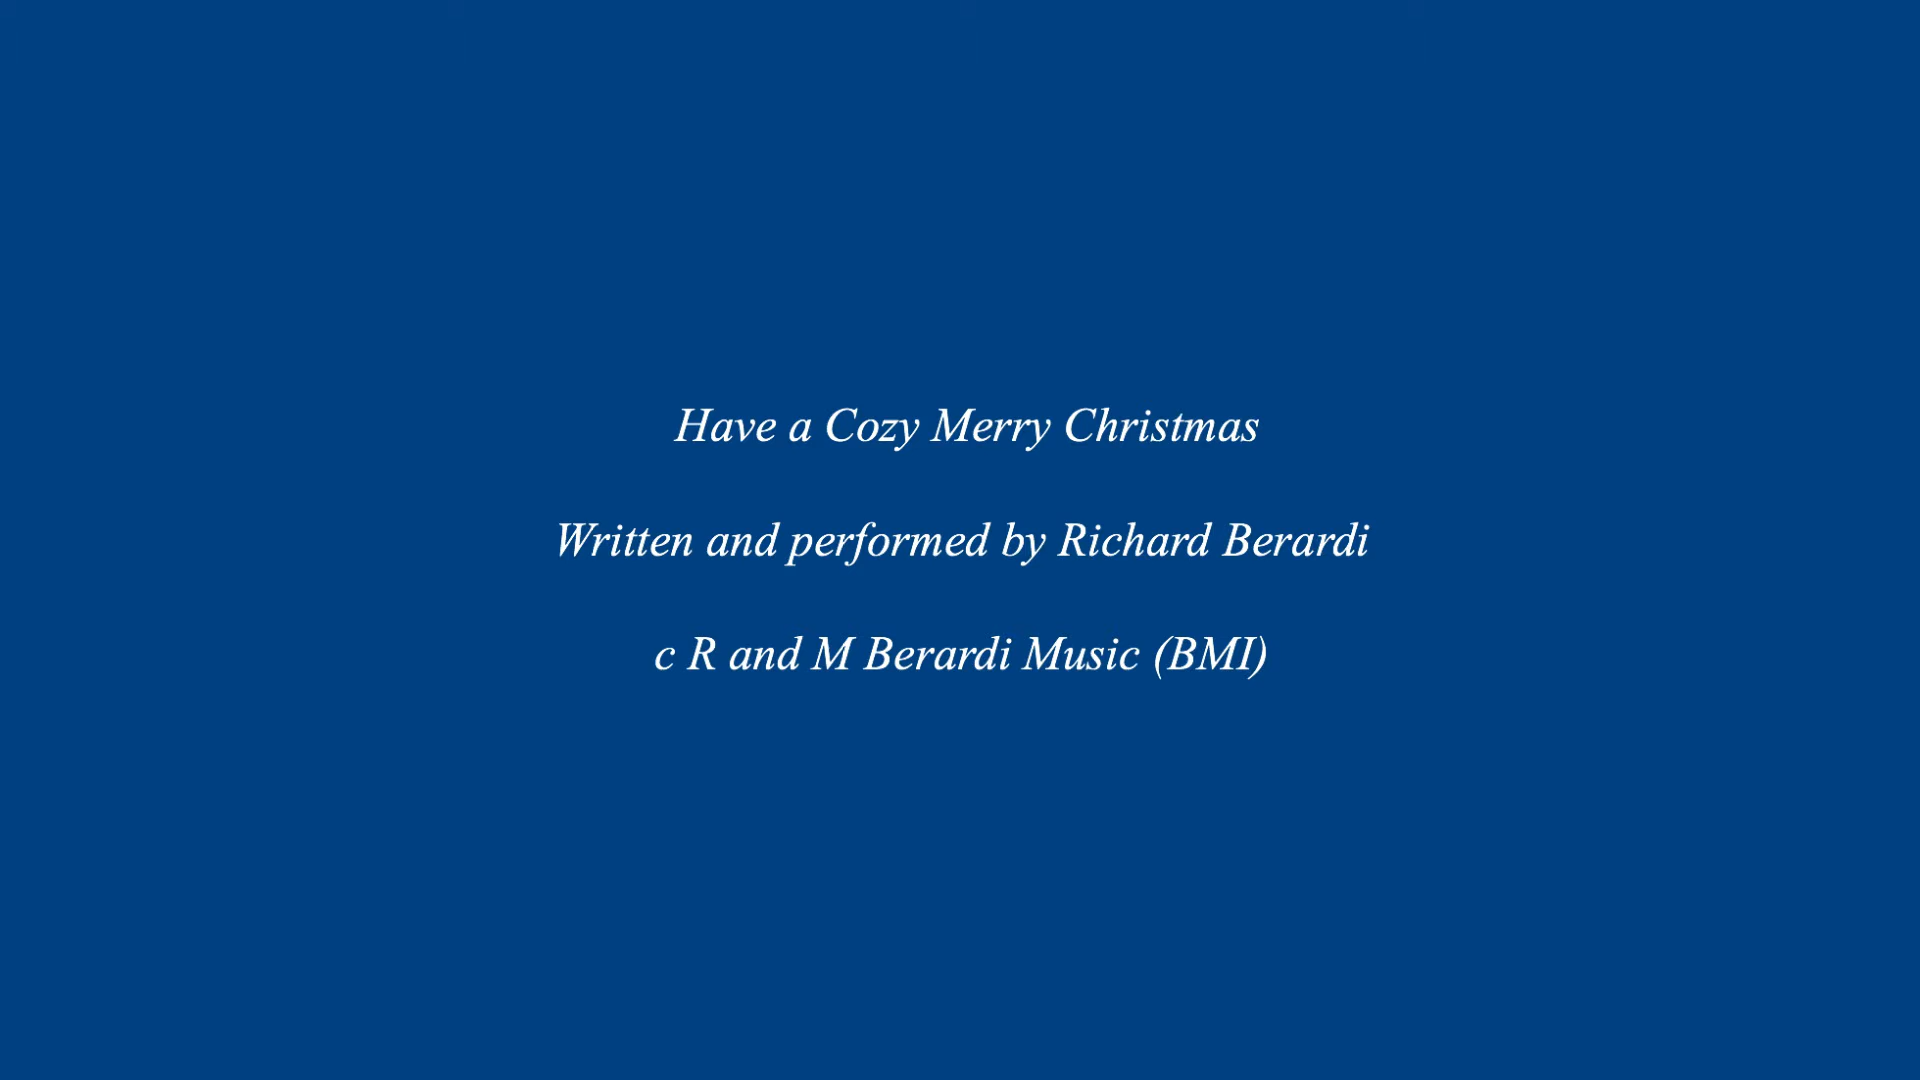 Have a Cozy Merry Christmas
Written and performed by Richard Berardi
c R and M Berardi Music (BMI)